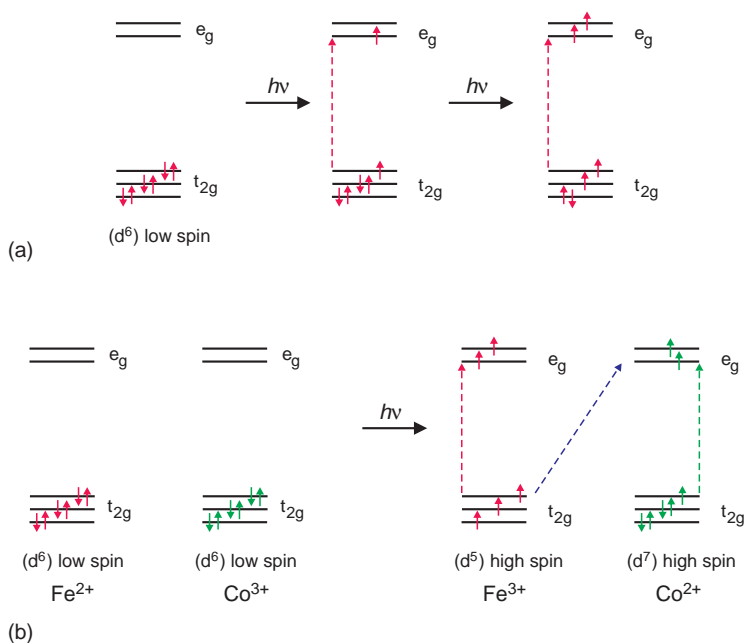 e_g e_g e_g
hν hν
t_2g t_2g t_2g
(d⁶) low spin
(a)
e_g e_g e_g e_g
hν
t_2g t_2g t_2g t_2g
(d⁶) low spin (d⁶) low spin (d⁵) high spin (d⁷) high spin
Fe²⁺ Co³⁺ Fe³⁺ Co²⁺
(b)